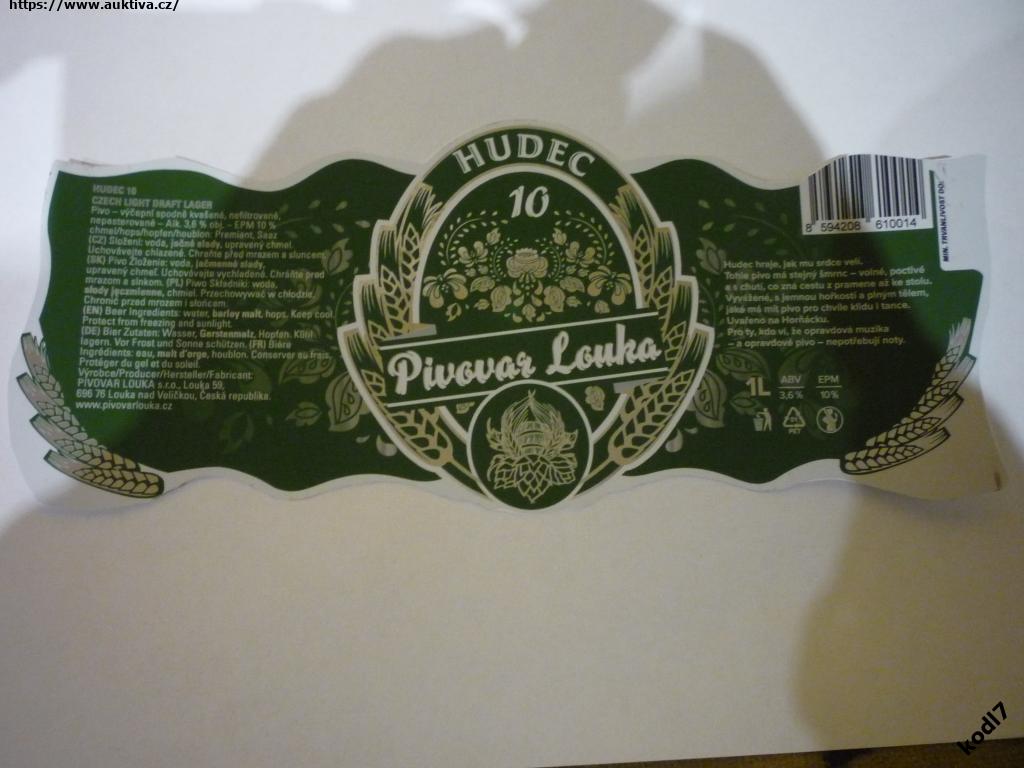 https://www.auktiva.cz/
HUDEC 10
CZECH LIGHT DRAFT LAGER
Pivo – výčepní spodně kvašené, nefiltrované,
nepasterované – Alk. 3,6 % obj. – EPM 10 %
chmel/hops/hopfen/houblon: Premiant, Saaz
(CZ) Složení: voda, ječné slady, upravený chmel.
Uchovávejte chlazené. Chraňte před mrazem a sluncem.
(SK) Pivo Zloženie: voda, jačmenné slady,
upravený chmeľ. Uchovávajte vychladené. Chráňte pred
mrazom a slnkom. (PL) Piwo Składniki: woda,
słody jęczmienne, chmiel. Przechowywać w chłodzie.
Chronić przed mrozem i słońcem.
(EN) Beer Ingredients: water, barley malt, hops. Keep cool.
Protect from freezing and sunlight.
(DE) Bier Zutaten: Wasser, Gerstenmalz, Hopfen. Kühl
lagern. Vor Frost und Sonne schützen. (FR) Bière
Ingrédients: eau, malt d'orge, houblon. Conserver au frais.
Protéger du gel et du soleil.
Výrobce/Producer/Hersteller/Fabricant:
PIVOVAR LOUKA s.r.o., Louka 59,
696 76 Louka nad Veličkou, Česká republika.
www.pivovarlouka.cz
HUDEC
10
Pivovar Louka
8 594208 610014
MIN. TRVANLIVOST DO:
Hudec hraje, jak mu srdce velí.
Tohle pivo má stejný šmrnc – volné, poctivé
a s chutí, co zná cestu z pramene až ke stolu.
Vyvážené, s jemnou hořkostí a plným tělem,
jaké má mít pivo pro chvíle klidu i tance.
Uvařeno na Horňácku.
Pro ty, kdo ví, že opravdová muzika
– a opravdové pivo – nepotřebují noty.
1L
ABV
3,6 %
EPM
10%
PET
kodl7